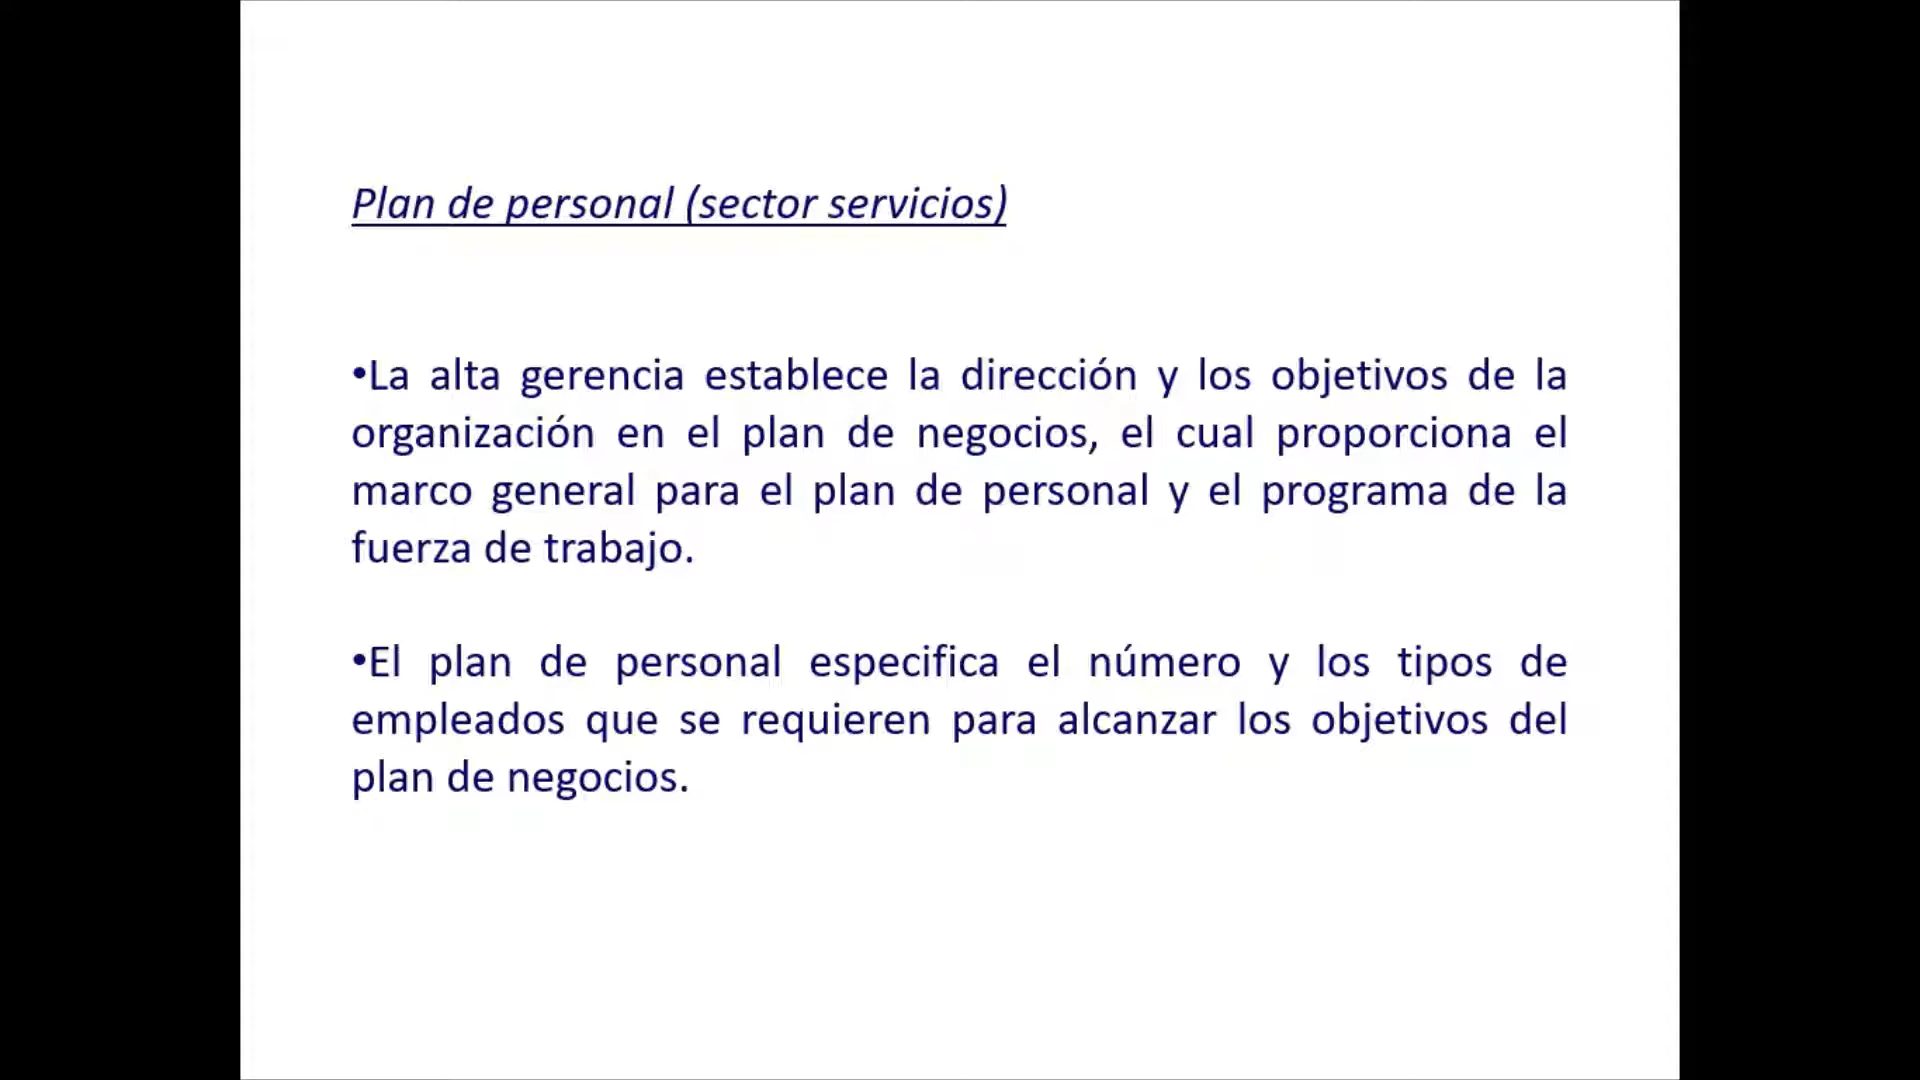 Plan de personal (sector servicios)
•La alta gerencia establece la dirección y los objetivos de la
organización en el plan de negocios, el cual proporciona el
marco general para el plan de personal y el programa de la
fuerza de trabajo.
•El plan de personal especifica el número y los tipos de
empleados que se requieren para alcanzar los objetivos del
plan de negocios.